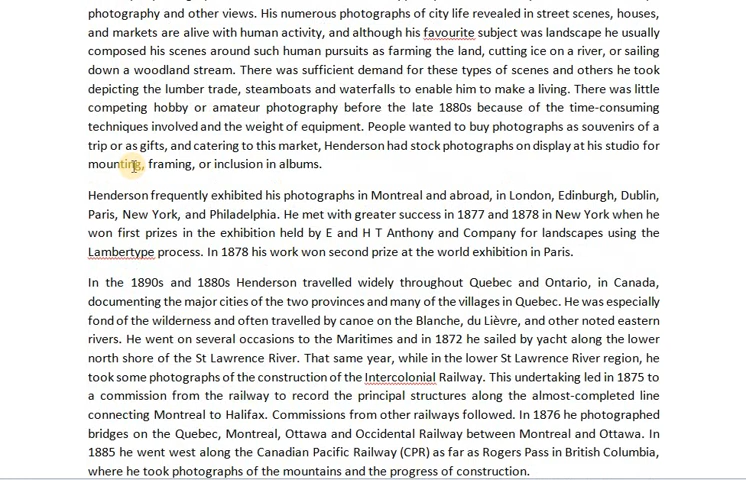 photography and other views. His numerous photographs of city life revealed in street scenes, houses,
and markets are alive with human activity, and although his favourite subject was landscape he usually
composed his scenes around such human pursuits as farming the land, cutting ice on a river, or sailing
down a woodland stream. There was sufficient demand for these types of scenes and others he took
depicting the lumber trade, steamboats and waterfalls to enable him to make a living. There was little
competing hobby or amateur photography before the late 1880s because of the time-consuming
techniques involved and the weight of equipment. People wanted to buy photographs as souvenirs of a
trip or as gifts, and catering to this market, Henderson had stock photographs on display at his studio for
mounting, framing, or inclusion in albums.
Henderson frequently exhibited his photographs in Montreal and abroad, in London, Edinburgh, Dublin,
Paris, New York, and Philadelphia. He met with greater success in 1877 and 1878 in New York when he
won first prizes in the exhibition held by E and H T Anthony and Company for landscapes using the
Lambertype process. In 1878 his work won second prize at the world exhibition in Paris.
In the 1890s and 1880s Henderson travelled widely throughout Quebec and Ontario, in Canada,
documenting the major cities of the two provinces and many of the villages in Quebec. He was especially
fond of the wilderness and often travelled by canoe on the Blanche, du Lièvre, and other noted eastern
rivers. He went on several occasions to the Maritimes and in 1872 he sailed by yacht along the lower
north shore of the St Lawrence River. That same year, while in the lower St Lawrence River region, he
took some photographs of the construction of the Intercolonial Railway. This undertaking led in 1875 to
a commission from the railway to record the principal structures along the almost-completed line
connecting Montreal to Halifax. Commissions from other railways followed. In 1876 he photographed
bridges on the Quebec, Montreal, Ottawa and Occidental Railway between Montreal and Ottawa. In
1885 he went west along the Canadian Pacific Railway (CPR) as far as Rogers Pass in British Columbia,
where he took photographs of the mountains and the progress of construction.